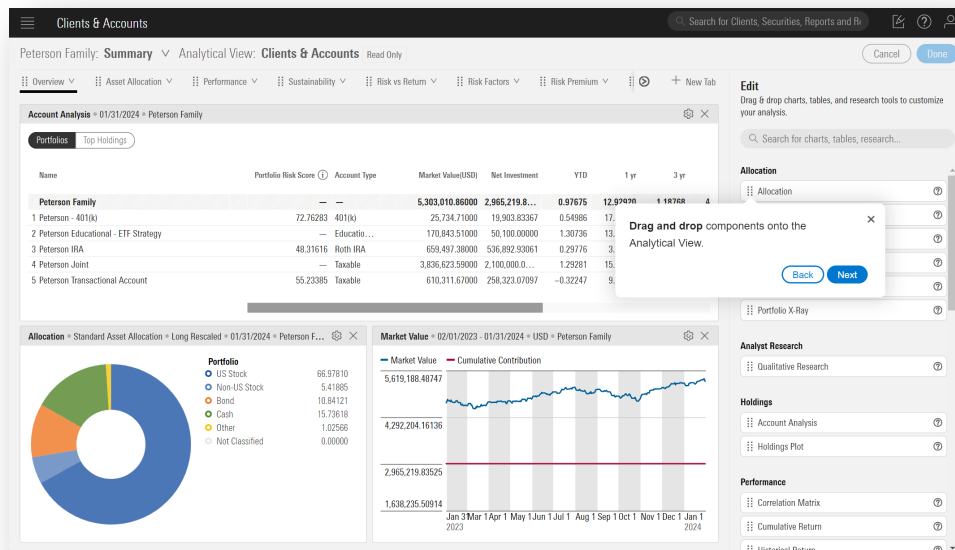 Clients & Accounts
Search for Clients, Securities, Reports and R
Peterson Family: Summary Analytical View: Clients & Accounts Read Only
Cancel Done
Overview Asset Allocation Performance Sustainability Risk vs Return Risk Factors Risk Premium + New Tab
Account Analysis • 01/31/2024 • Peterson Family
Portfolios Top Holdings
Name Portfolio Risk Score Account Type Market Value(USD) Net Investment YTD 1 yr 3 yr
Peterson Family — — 5,303,010.86000 2,965,219.8... 0.97675 12.92920 1.18768 4
1 Person - 401(k) 72.76283 401(k) 25,734.71000 19,903.83367 0.54986 17.
2 Peterson Educational - ETF Strategy — Educatio... 170,843.51000 50,100.00000 1.30736 13.
3 Peterson IRA 48.31616 Roth IRA 659,497.38000 536,892.93061 0.29776 3.
4 Peterson Joint — Taxable 3,836,623.59000 2,100,000.0... 1.29281 15.
5 Peterson Transactional Account 55.23385 Taxable 610,311.67000 258,323.07097 −0.32247 9.
Allocation • Standard Asset Allocation • Long Rescaled • 01/31/2024 • Peterson F...
Portfolio
US Stock 66.97810
Non-US Stock 5.41885
Bond 10.84121
Cash 15.73618
Other 1.02566
Not Classified 0.00000
Market Value • 02/01/2023 - 01/31/2024 • USD • Peterson Family
Market Value Cumulative Contribution
5,619,188.48747
4,292,204.16136
2,965,219.83525
1,638,235.50914
Jan 31 Mar 1 Apr 1 May 1 Jun 1 Jul 1 Aug 1 Sep 1 Oct 1 Nov 1 Dec 1 Jan 1
2023 2024
Edit
Drag & drop charts, tables, and research tools to customize
your analysis.
Search for charts, tables, research...
Allocation
Allocation
Drag and drop components onto the
Analytical View.
Back Next
Portfolio X-Ray
Analyst Research
Qualitative Research
Holdings
Account Analysis
Holdings Plot
Performance
Correlation Matrix
Cumulative Return
Historical Return